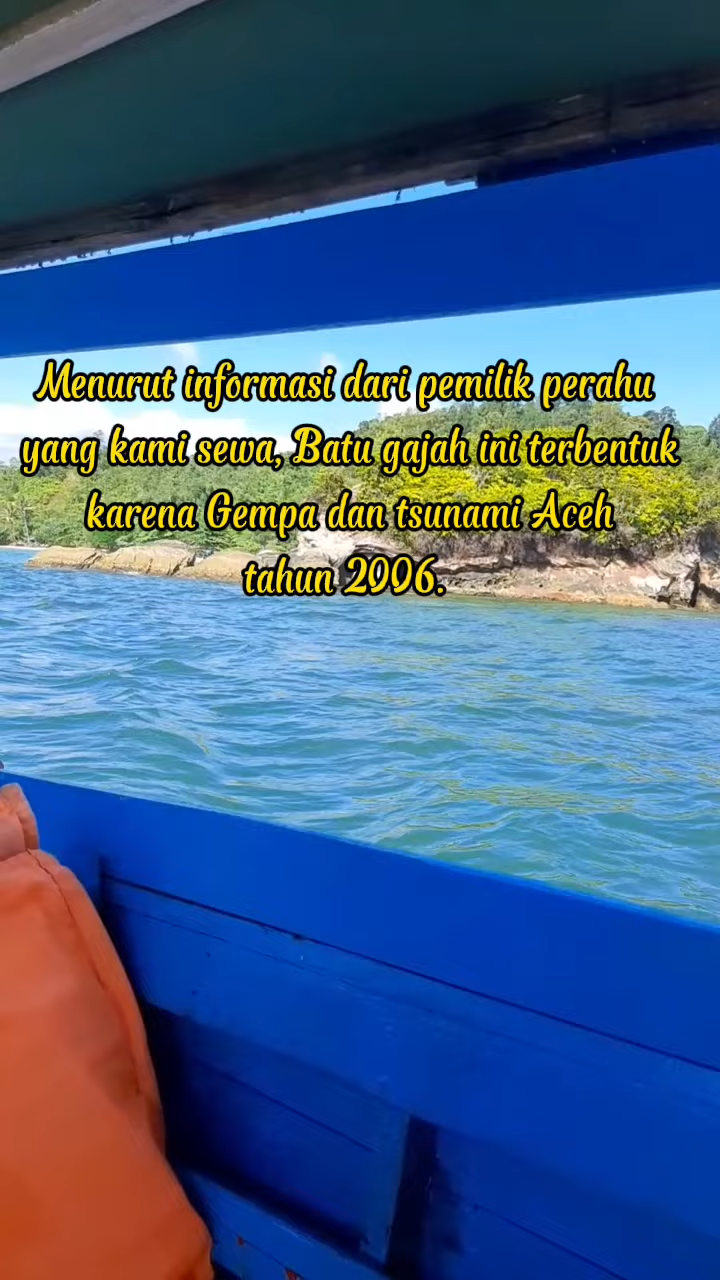 Menurut informasi dari pemilik perahu
yang kami sewa, Batu gajah ini terbentuk
karena Gempa dan tsunami Aceh
tahun 2006.